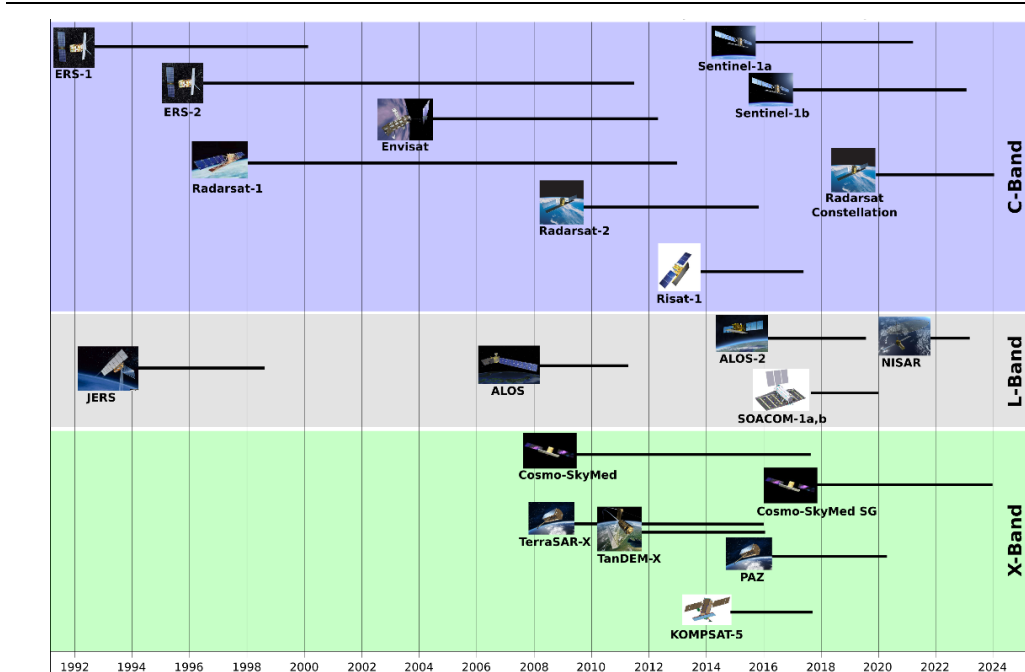 ERS-1
Sentinel-1a
ERS-2
Sentinel-1b
Envisat
Radarsat-1
Radarsat
Constellation
Radarsat-2
Risat-1
C-Band
ALOS-2
NISAR
JERS
ALOS
SOACOM-1a,b
L-Band
Cosmo-SkyMed
Cosmo-SkyMed SG
TerraSAR-X
TanDEM-X
PAZ
KOMPSAT-5
X-Band
1992 1994 1996 1998 2000 2002 2004 2006 2008 2010 2012 2014 2016 2018 2020 2022 2024